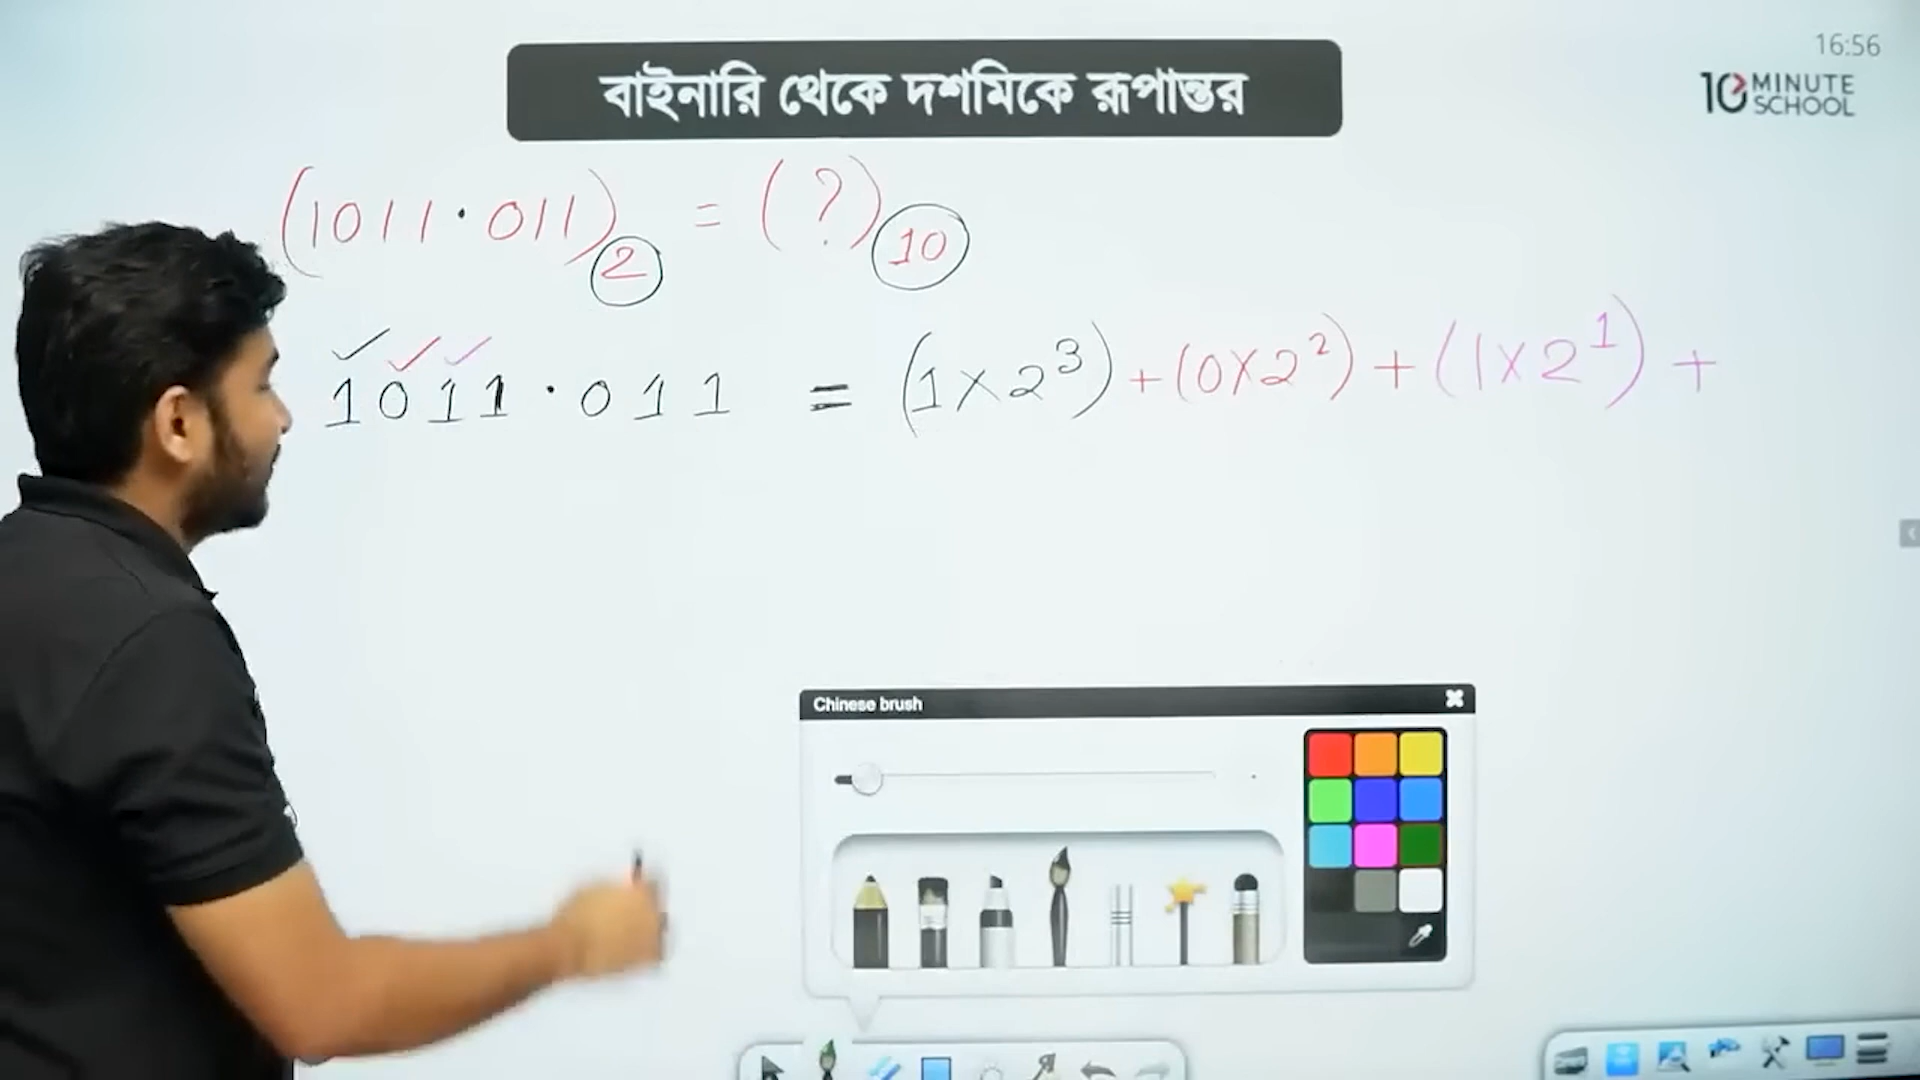 16:56
বাইনারি থেকে দশমিকে রূপান্তর
10 MINUTE SCHOOL
(1011·011)₂ = (?)₁₀
1011·011 = (1×2³) + (0×2²) + (1×2¹) +
Chinese brush